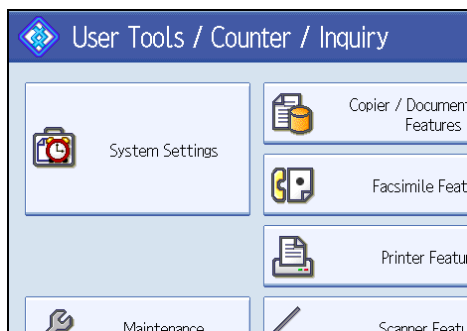 User Tools / Counter / Inquiry
System Settings
Copier / Document
Features
Facsimile Feat
Printer Featu
Maintenance
Scanner Featu